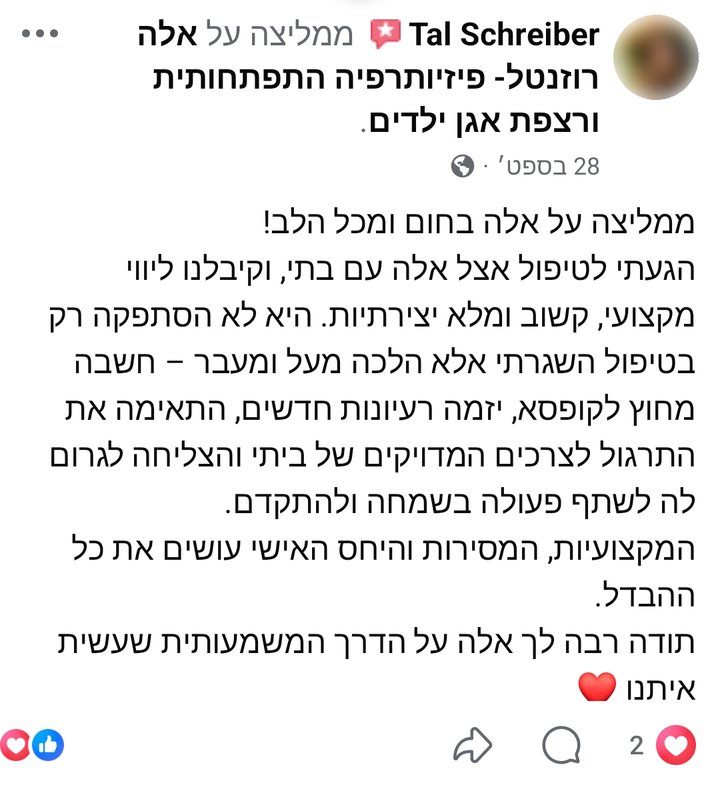 Tal Schreiber ממליצה על אלה
רוזנטל- פיזיותרפיה התפתחותית
ורצפת אגן ילדים.
28 בספט׳ ·
ממליצה על אלה בחום ומכל הלב!
הגעתי לטיפול אצל אלה עם בתי, וקיבלנו ליווי
מקצועי, קשוב ומלא יצירתיות. היא לא הסתפקה רק
בטיפול השגרתי אלא הלכה מעל ומעבר – חשבה
מחוץ לקופסא, יזמה רעיונות חדשים, התאימה את
התרגול לצרכים המדויקים של ביתי והצליחה לגרום
לה לשתף פעולה בשמחה ולהתקדם.
המקצועיות, המסירות והיחס האישי עושים את כל
ההבדל.
תודה רבה לך אלה על הדרך המשמעותית שעשית
איתנו ❤️
2